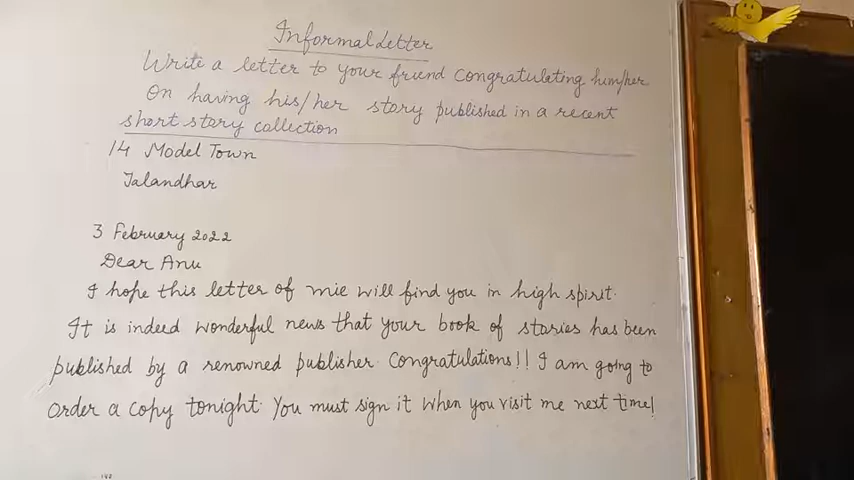 Informal Letter
Write a letter to your friend congratulating him/her
On having his/her story published in a recent
short story collection
14 Model Town
Jalandhar
3 February 2022
Dear Anu
I hope this letter of mie will find you in high spirit.
It is indeed wonderful news that your book of stories has been
published by a renowned publisher Congratulations!! I am going to
order a copy tonight. You must sign it when you visit me next time!